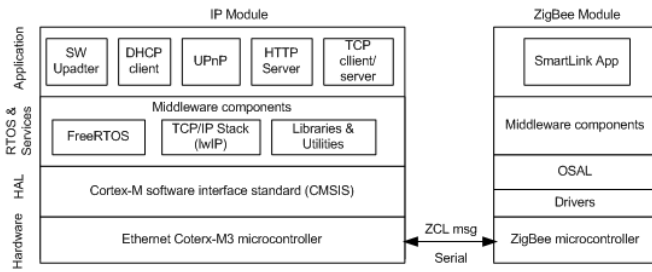 IP Module
ZigBee Module
Application
SW
Upadter
DHCP
client
UPnP
HTTP
Server
TCP
cllient/
server
SmartLink App
RTOS &
Services
Middleware components
FreeRTOS
TCP/IP Stack
(lwIP)
Libraries &
Utilities
Middleware components
HAL
Cortex-M software interface standard (CMSIS)
OSAL
Drivers
Hardware
Ethernet Coterx-M3 microcontroller
ZCL msg
Serial
ZigBee microcontroller